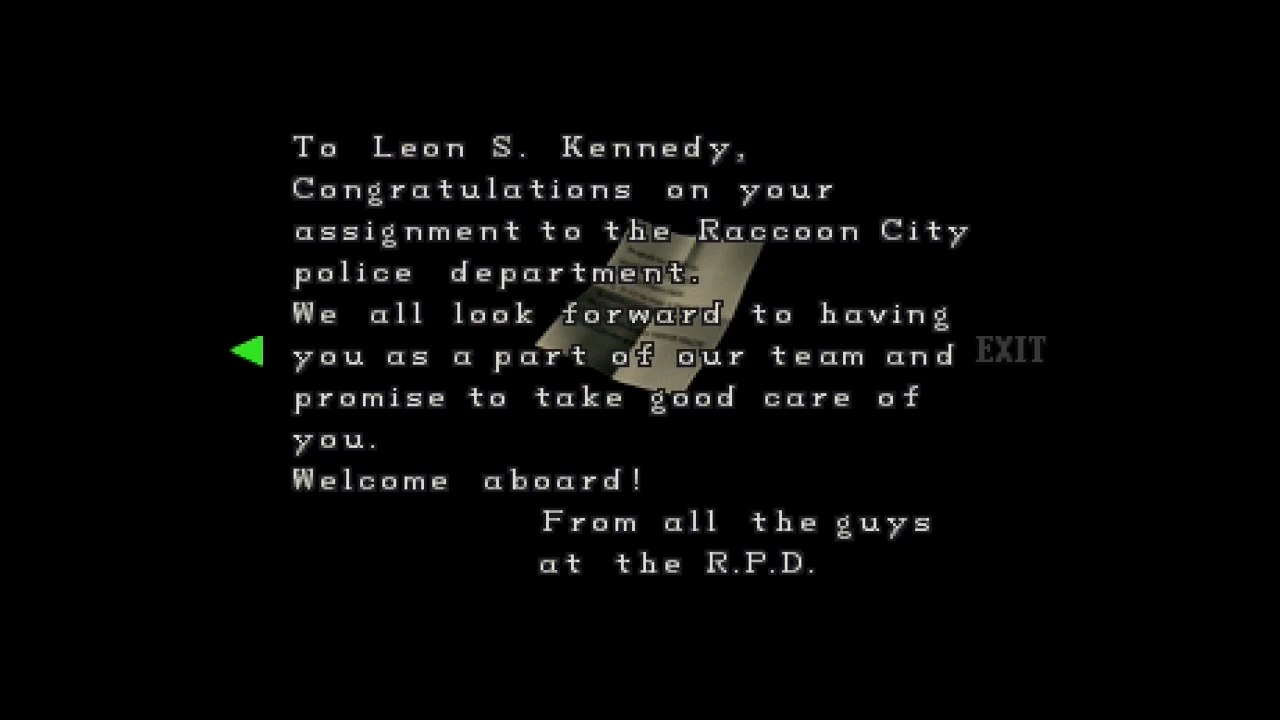 To Leon S. Kennedy,
Congratulations on your
assignment to the Raccoon City
police department.
We all look forward to having
you as a part of our team and
EXIT
promise to take good care of
you.
Welcome aboard!
From all the guys
at the R.P.D.